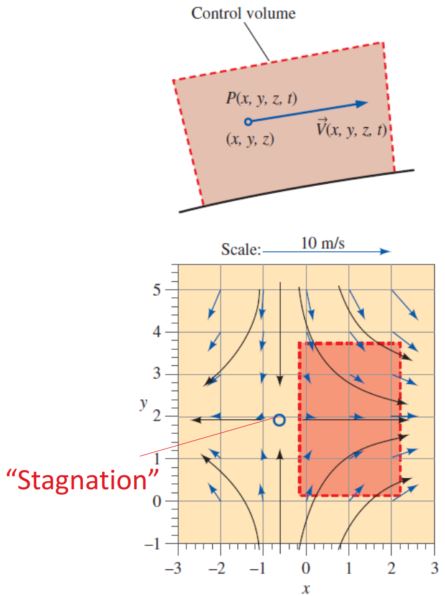 Control volume
P(x, y, z, t)
(x, y, z)
V⃗(x, y, z, t)
Scale: 10 m/s
5
4
3
y
2
1
"Stagnation"
0
–1
–3 –2 –1 0 1 2 3
x